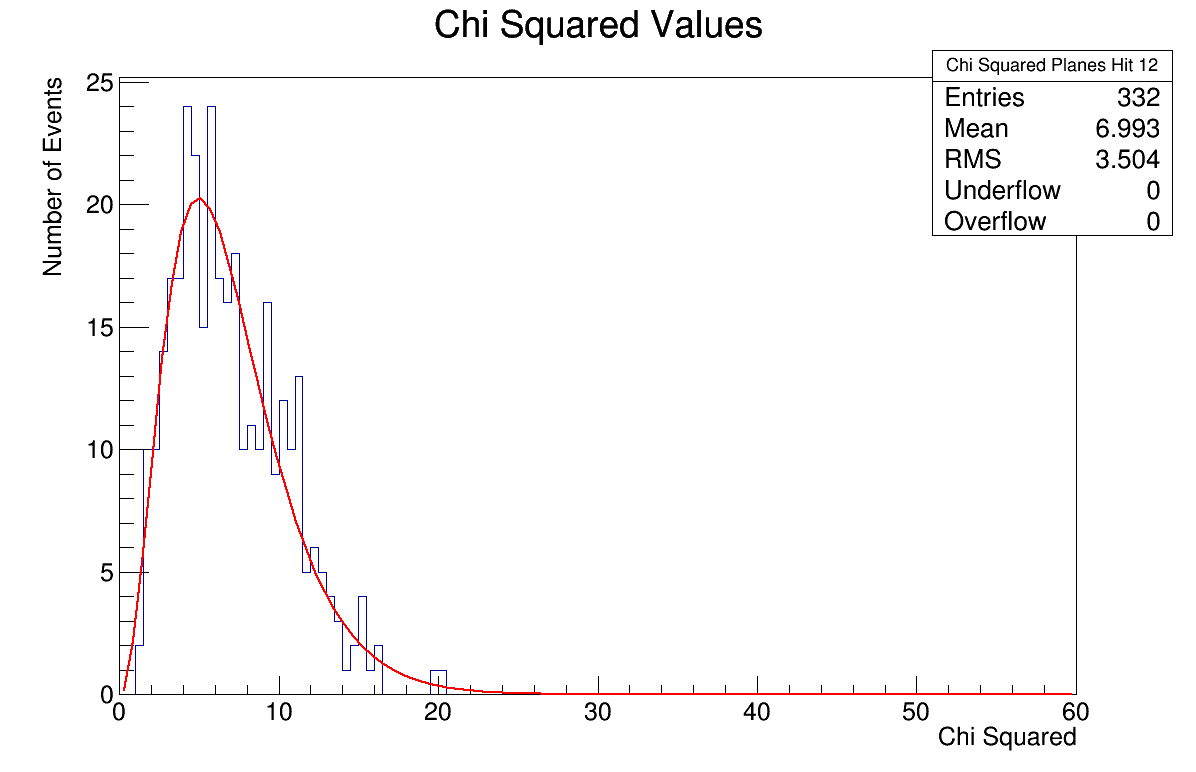 Chi Squared Values
Chi Squared Planes Hit 12
Entries 332
Mean 6.993
RMS 3.504
Underflow 0
Overflow 0
Number of Events
25
20
15
10
5
0
0 10 20 30 40 50 60
Chi Squared